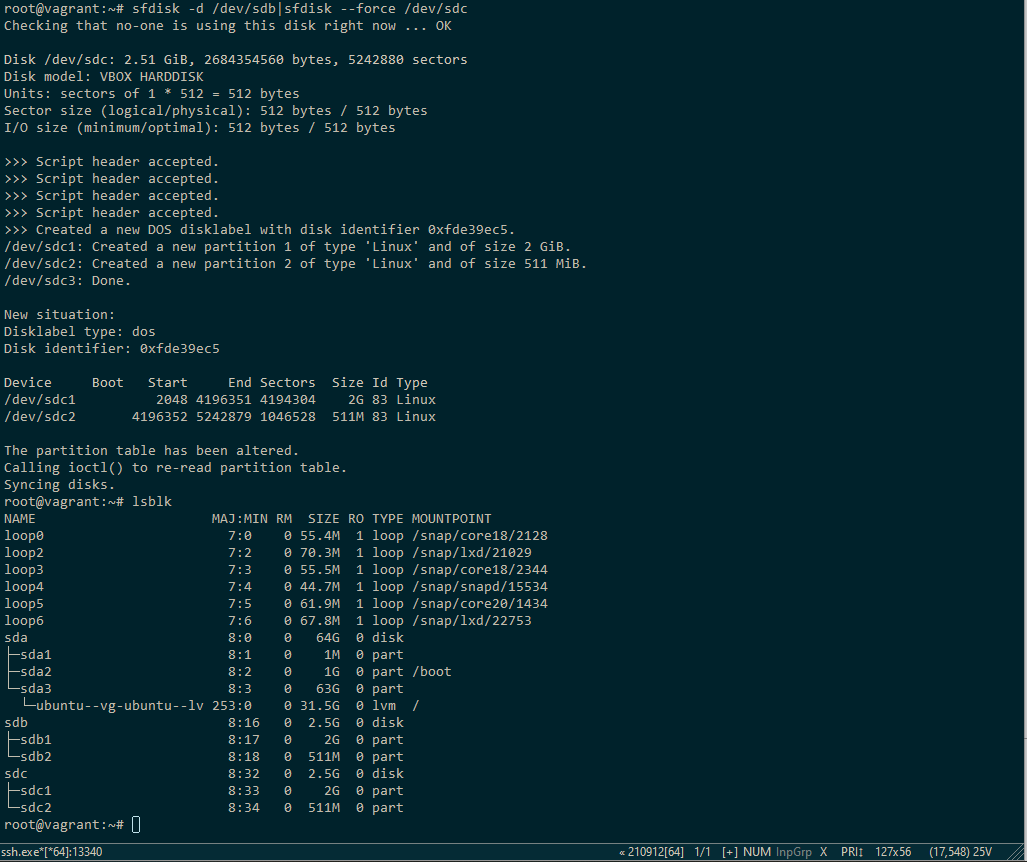 root@vagrant:~# sfdisk -d /dev/sdb|sfdisk --force /dev/sdc
Checking that no-one is using this disk right now ... OK

Disk /dev/sdc: 2.51 GiB, 2684354560 bytes, 5242880 sectors
Disk model: VBOX HARDDISK
Units: sectors of 1 * 512 = 512 bytes
Sector size (logical/physical): 512 bytes / 512 bytes
I/O size (minimum/optimal): 512 bytes / 512 bytes

>>> Script header accepted.
>>> Script header accepted.
>>> Script header accepted.
>>> Script header accepted.
>>> Created a new DOS disklabel with disk identifier 0xfde39ec5.
/dev/sdc1: Created a new partition 1 of type 'Linux' and of size 2 GiB.
/dev/sdc2: Created a new partition 2 of type 'Linux' and of size 511 MiB.
/dev/sdc3: Done.

New situation:
Disklabel type: dos
Disk identifier: 0xfde39ec5

Device     Boot   Start     End Sectors  Size Id Type
/dev/sdc1          2048 4196351 4194304    2G 83 Linux
/dev/sdc2       4196352 5242879 1046528  511M 83 Linux

The partition table has been altered.
Calling ioctl() to re-read partition table.
Syncing disks.
root@vagrant:~# lsblk
NAME                      MAJ:MIN RM  SIZE RO TYPE MOUNTPOINT
loop0                       7:0    0 55.4M  1 loop /snap/core18/2128
loop2                       7:2    0 70.3M  1 loop /snap/lxd/21029
loop3                       7:3    0 55.5M  1 loop /snap/core18/2344
loop4                       7:4    0 44.7M  1 loop /snap/snapd/15534
loop5                       7:5    0 61.9M  1 loop /snap/core20/1434
loop6                       7:6    0 67.8M  1 loop /snap/lxd/22753
sda                         8:0    0   64G  0 disk
├─sda1                      8:1    0    1M  0 part
├─sda2                      8:2    0    1G  0 part /boot
└─sda3                      8:3    0   63G  0 part
  └─ubuntu--vg-ubuntu--lv 253:0    0 31.5G  0 lvm  /
sdb                         8:16   0  2.5G  0 disk
├─sdb1                      8:17   0    2G  0 part
└─sdb2                      8:18   0  511M  0 part
sdc                         8:32   0  2.5G  0 disk
├─sdc1                      8:33   0    2G  0 part
└─sdc2                      8:34   0  511M  0 part
root@vagrant:~#
ssh.exe*[*64]:13340 « 210912[64] 1/1 [+] NUM InpGrp X PRI↕ 127x56 (17,548) 25V